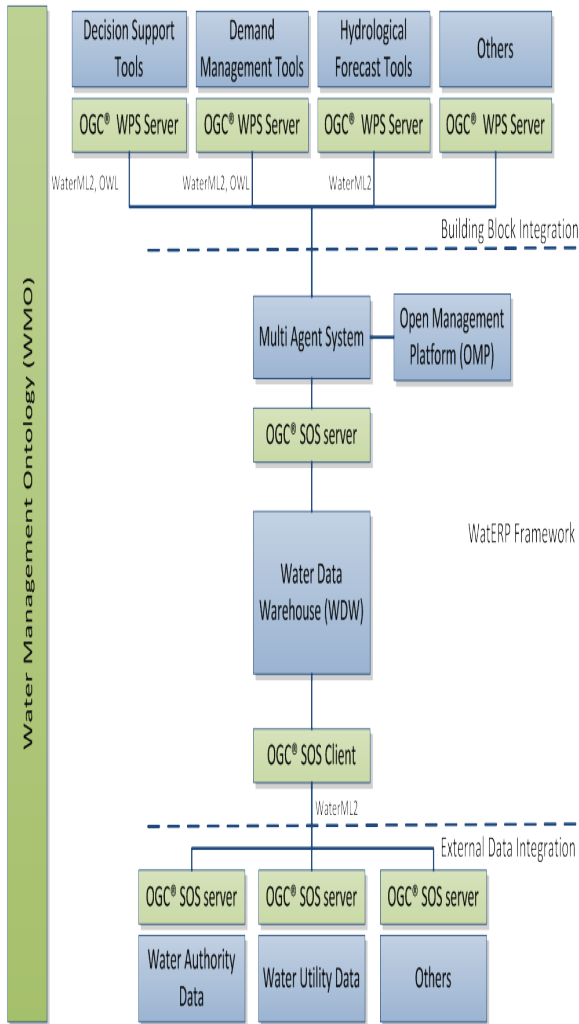 Water Management Ontology (WMO)
Decision Support
Tools
Demand
Management Tools
Hydrological
Forecast Tools
Others
OGC® WPS Server
OGC® WPS Server
OGC® WPS Server
OGC® WPS Server
WaterML2, OWL
WaterML2, OWL
WaterML2
Building Block Integration
Multi Agent System
Open Management
Platform (OMP)
OGC® SOS server
WatERP Framework
Water Data
Warehouse (WDW)
OGC® SOS Client
WaterML2
External Data Integration
OGC® SOS server
OGC® SOS server
OGC® SOS server
Water Authority
Data
Water Utility Data
Others